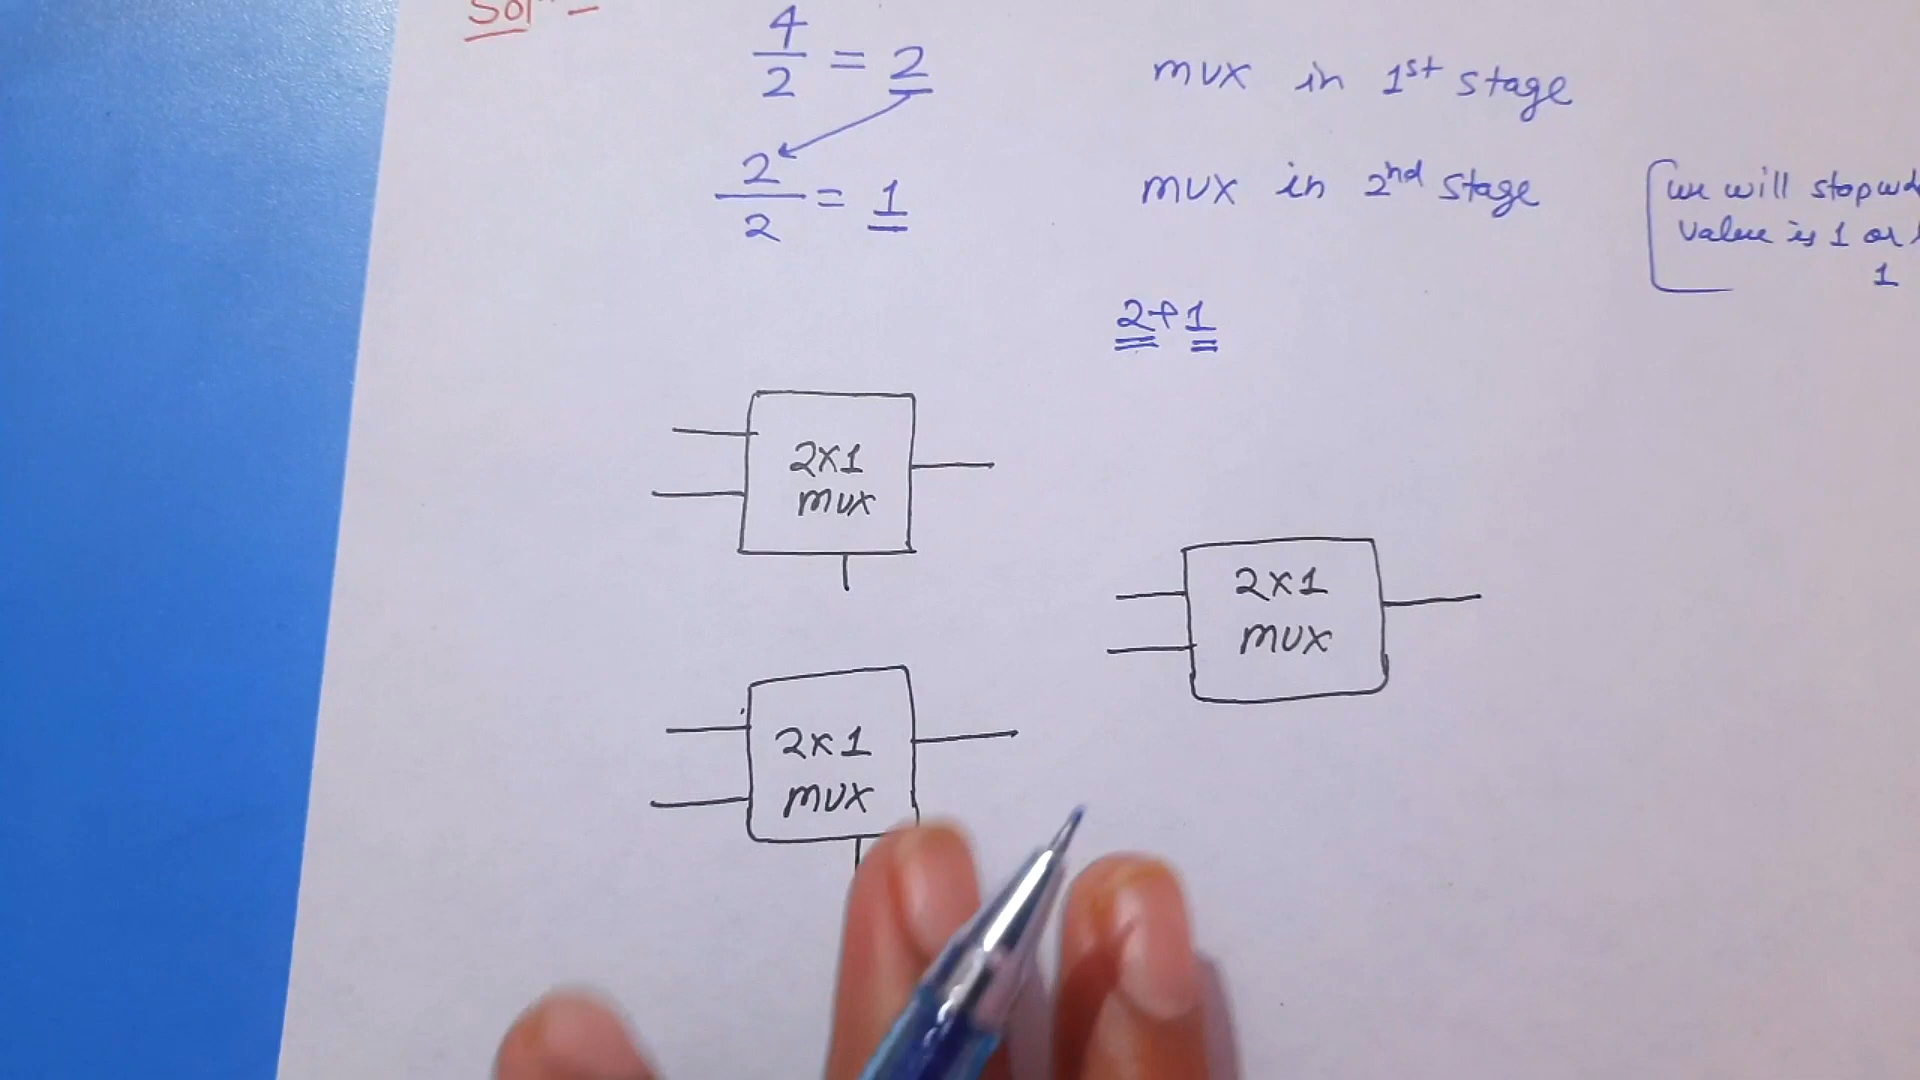 Solⁿ -
4/2 = 2 mux in 1st stage
2/2 = 1 mux in 2nd stage
[we will stop
value is 1 or
1
2+1
2x1
mux
2x1
mux
2x1
mux